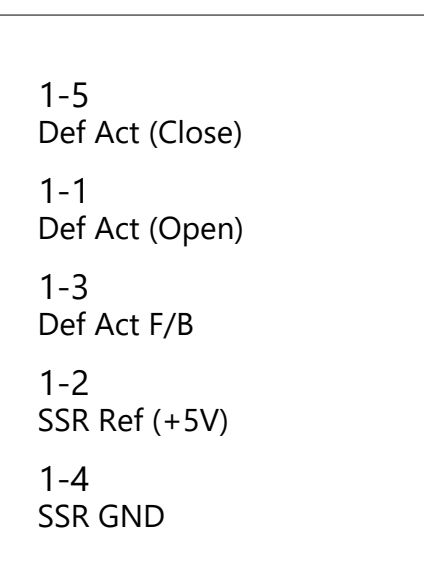 1-5
Def Act (Close)
1-1
Def Act (Open)
1-3
Def Act F/B
1-2
SSR Ref (+5V)
1-4
SSR GND